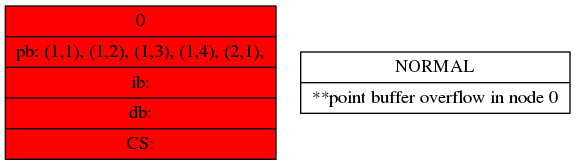 0
pb: (1,1), (1,2), (1,3), (1,4), (2,1),
ib:
db:
CS:
NORMAL
**point buffer overflow in node 0